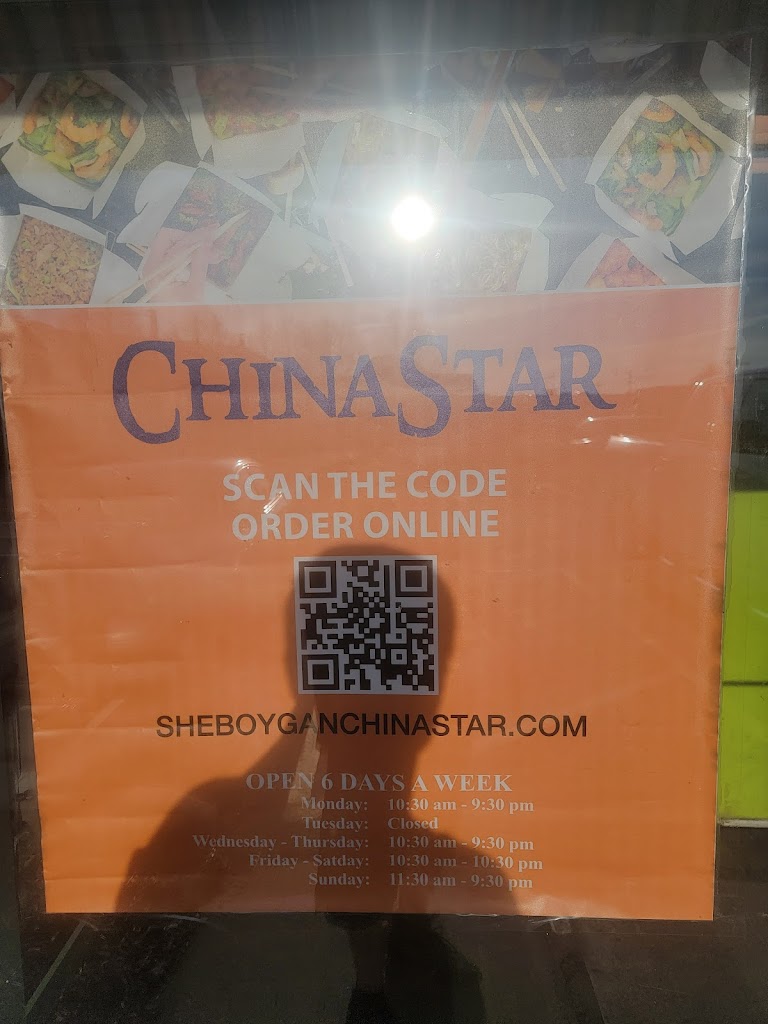 CHINA STAR
SCAN THE CODE
ORDER ONLINE
SHEBOYGANCHINASTAR.COM
OPEN 6 DAYS A WEEK
Monday: 10:30 am - 9:30 pm
Tuesday: Closed
Wednesday - Thursday: 10:30 am - 9:30 pm
Friday - Satday: 10:30 am - 10:30 pm
Sunday: 11:30 am - 9:30 pm